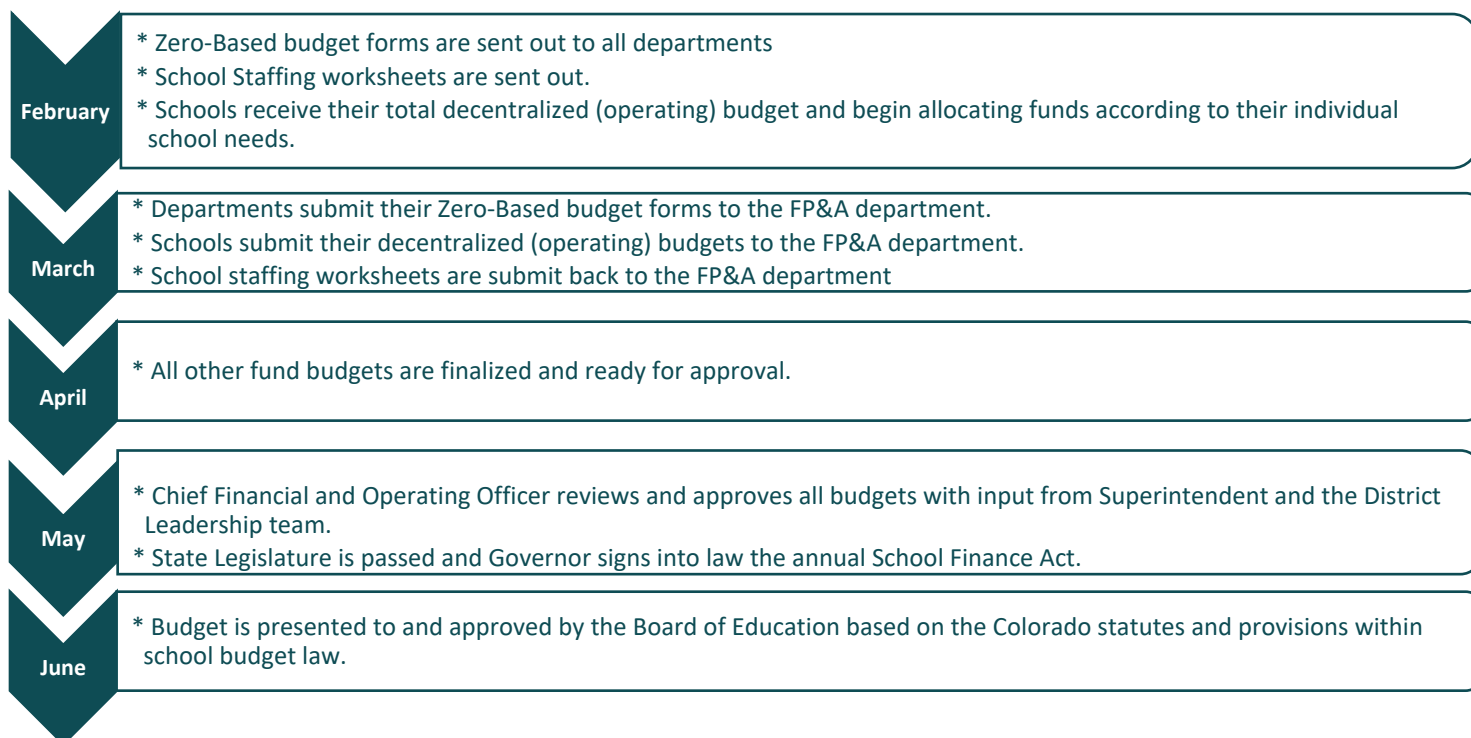 February
* Zero-Based budget forms are sent out to all departments
* School Staffing worksheets are sent out.
* Schools receive their total decentralized (operating) budget and begin allocating funds according to their individual
school needs.
March
* Departments submit their Zero-Based budget forms to the FP&A department.
* Schools submit their decentralized (operating) budgets to the FP&A department.
* School staffing worksheets are submit back to the FP&A department
April
* All other fund budgets are finalized and ready for approval.
May
* Chief Financial and Operating Officer reviews and approves all budgets with input from Superintendent and the District
Leadership team.
* State Legislature is passed and Governor signs into law the annual School Finance Act.
June
* Budget is presented to and approved by the Board of Education based on the Colorado statutes and provisions within
school budget law.